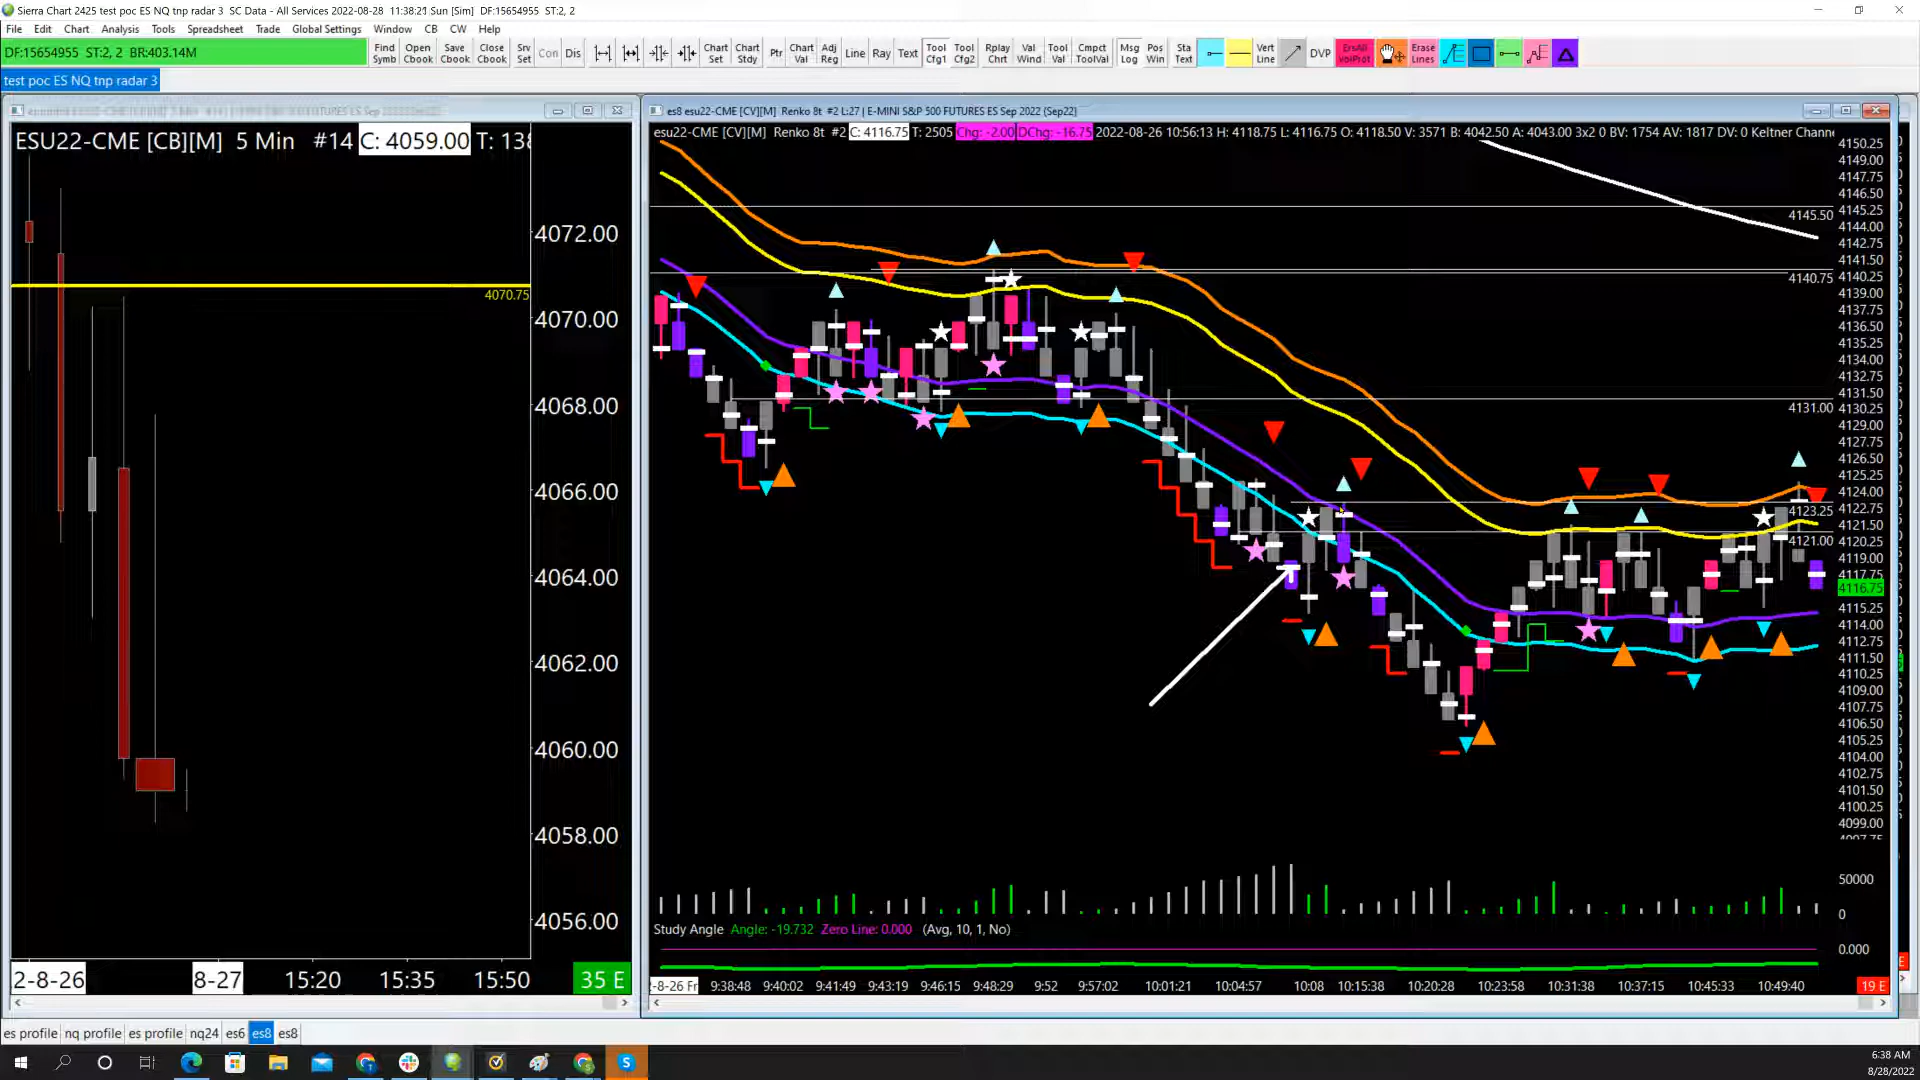 Sierra Chart 2425 test poc ES NQ tnp radar 3 SC Data - All Services 2022-08-28 11:38:21 Sun [Sim] DF:15654955 ST:2, 2
File Edit Chart Analysis Tools Spreadsheet Trade Global Settings Window CB CW Help
DF:15654955 ST:2, 2 BR:403.14M
Find Symb
Open Cbook
Save Cbook
Close Cbook
Srv Set
Con
Dis
Chart Set
Chart Stdy
Ptr
Chart Val
Adj Reg
Line
Ray
Text
Tool Cfg1
Tool Cfg2
Rplay Chrt
Val Wind
Tool Val
Cmpct ToolVal
Msg Log
Pos Win
Sta Text
Vert Line
DVP
ErsAll VolProt
Erase Lines
test poc ES NQ tnp radar 3
ESU22-CME [CB][M] 5 Min #14 C: 4059.00 T: 138
4072.00
4070.75
4070.00
4068.00
4066.00
4064.00
4062.00
4060.00
4058.00
4056.00
2-8-26 8-27 15:20 15:35 15:50 35 E
es8 esu22-CME [CV][M] Renko 8t #2 L:27 | E-MINI S&P 500 FUTURES ES Sep 2022 (Sep22)
esu22-CME [CV][M] Renko 8t #2 C: 4116.75 T: 2505 Chg: -2.00 DChg: -16.75 2022-08-26 10:56:13 H: 4118.75 L: 4116.75 O: 4118.50 V: 3571 B: 4042.50 A: 4043.00 3x2 0 BV: 1754 AV: 1817 DV: 0 Keltner Chann
4150.25
4149.00
4147.75
4146.50
4145.25
4144.00
4142.75
4141.50
4140.25
4139.00
4137.75
4136.50
4135.25
4134.00
4132.75
4131.50
4130.25
4129.00
4127.75
4126.50
4125.25
4124.00
4122.75
4121.50
4120.25
4119.00
4117.75
4116.75
4115.25
4114.00
4112.75
4111.50
4110.25
4109.00
4107.75
4106.50
4105.25
4104.00
4102.75
4101.50
4100.25
4099.00
4097.75
4145.50
4140.75
4131.00
4123.25
4121.00
50000
0
Study Angle Angle: -19.732 Zero Line: 0.000 (Avg, 10, 1, No)
0.000
-8-26 Fr 9:38:48 9:40:02 9:41:49 9:43:19 9:46:15 9:48:29 9:52 9:57:02 10:01:21 10:04:57 10:08 10:15:38 10:20:28 10:23:58 10:31:38 10:37:15 10:45:33 10:49:40 19 E
es profile nq profile es profile nq24 es6 es8 es8
6:38 AM
8/28/2022